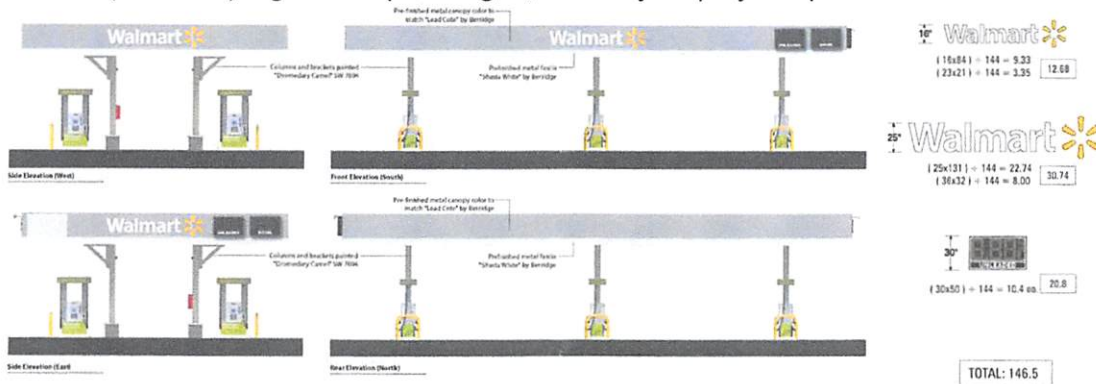 Pre-finished metal canopy color to
match "Lead Cote" by Berridge
Walmart
Walmart
Columns and brackets painted
"Dromedary Camel" SW 7694
Prefinished metal fascia
"Shasta White" by Berridge
Side Elevation (West)
Front Elevation (South)
16"
Walmart
( 16x84 ) ÷ 144 = 9.33
( 23x21 ) ÷ 144 = 3.35
12.68
25"
Walmart
( 25x131 ) ÷ 144 = 22.74
( 36x32 ) ÷ 144 = 8.00
30.74
Pre-finished metal canopy color to
match "Lead Cote" by Berridge
Walmart
Columns and brackets painted
"Dromedary Camel" SW 7694
Prefinished metal fascia
"Shasta White" by Berridge
Side Elevation (East)
Rear Elevation (North)
30"
( 30x50 ) ÷ 144 = 10.4 ea.
20.8
TOTAL: 146.5